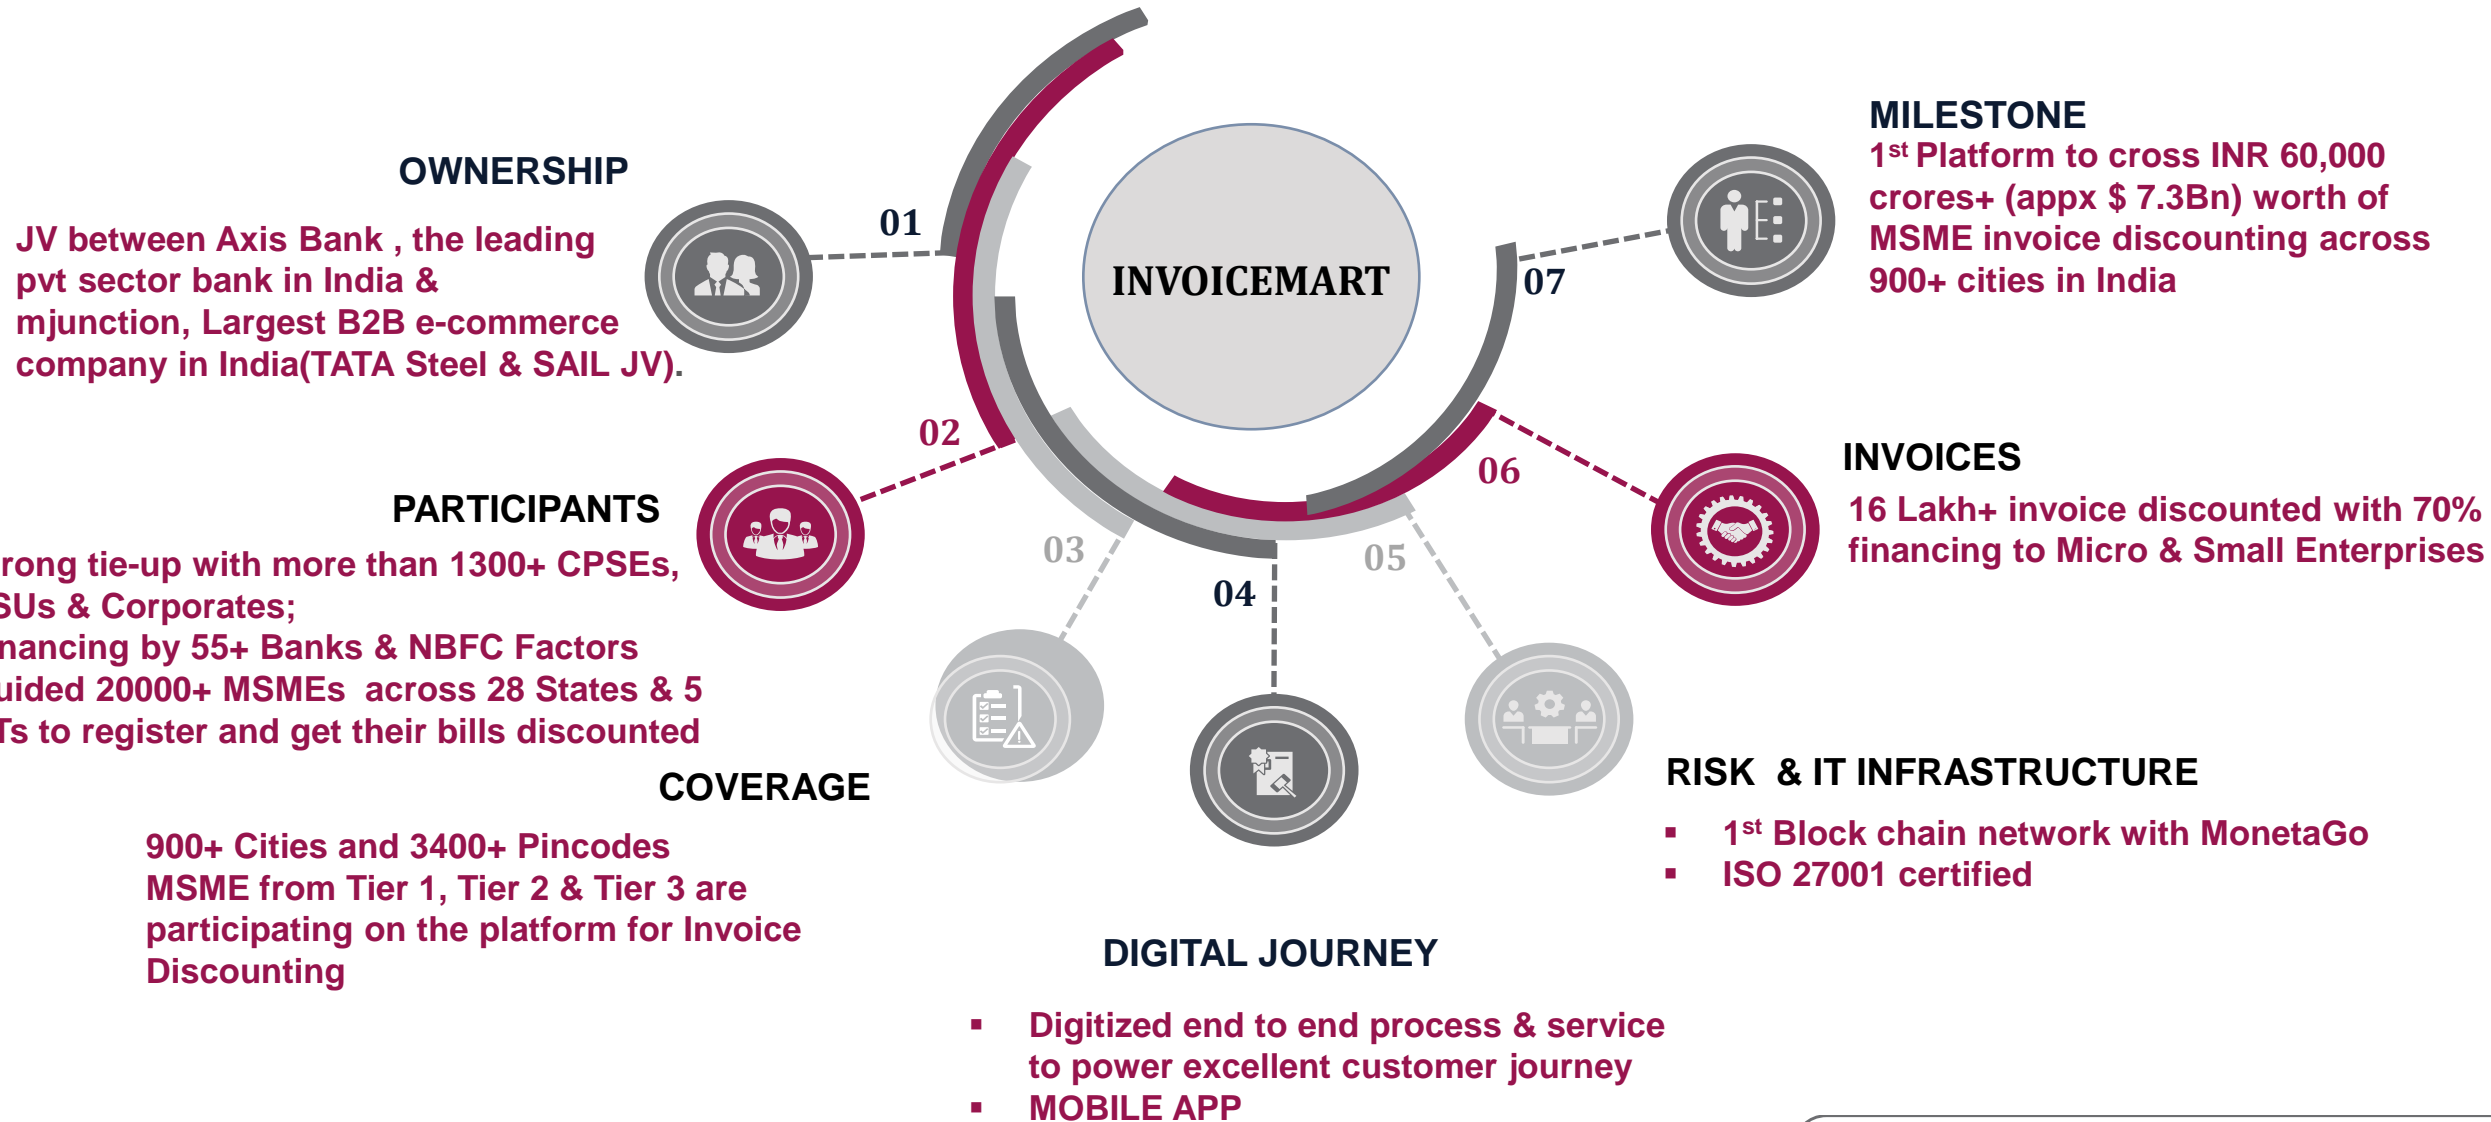 OWNERSHIP
JV between Axis Bank , the leading
pvt sector bank in India &
mjunction, Largest B2B e-commerce
company in India(TATA Steel & SAIL JV).
01
INVOICEMART
MILESTONE
1st Platform to cross INR 60,000
crores+ (appx $ 7.3Bn) worth of
MSME invoice discounting across
900+ cities in India
07
02
PARTICIPANTS
rong tie-up with more than 1300+ CPSEs,
SUs & Corporates;
nancing by 55+ Banks & NBFC Factors
uided 20000+ MSMEs across 28 States & 5
Ts to register and get their bills discounted
06
INVOICES
16 Lakh+ invoice discounted with 70%
financing to Micro & Small Enterprises
03
COVERAGE
900+ Cities and 3400+ Pincodes
MSME from Tier 1, Tier 2 & Tier 3 are
participating on the platform for Invoice
Discounting
04
DIGITAL JOURNEY
▪ Digitized end to end process & service
to power excellent customer journey
▪ MOBILE APP
05
RISK & IT INFRASTRUCTURE
▪ 1st Block chain network with MonetaGo
▪ ISO 27001 certified